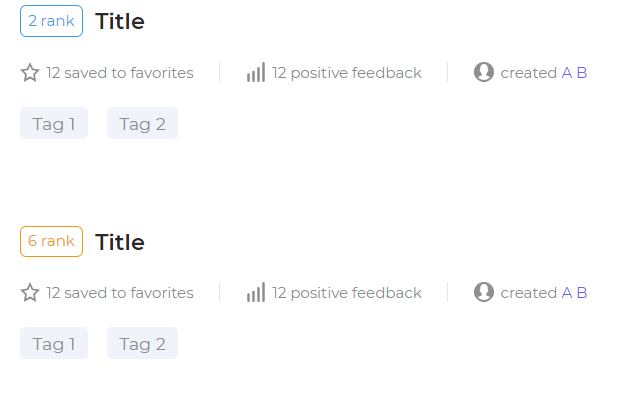 2 rank Title
12 saved to favorites 12 positive feedback created A B
Tag 1 Tag 2
6 rank Title
12 saved to favorites 12 positive feedback created A B
Tag 1 Tag 2